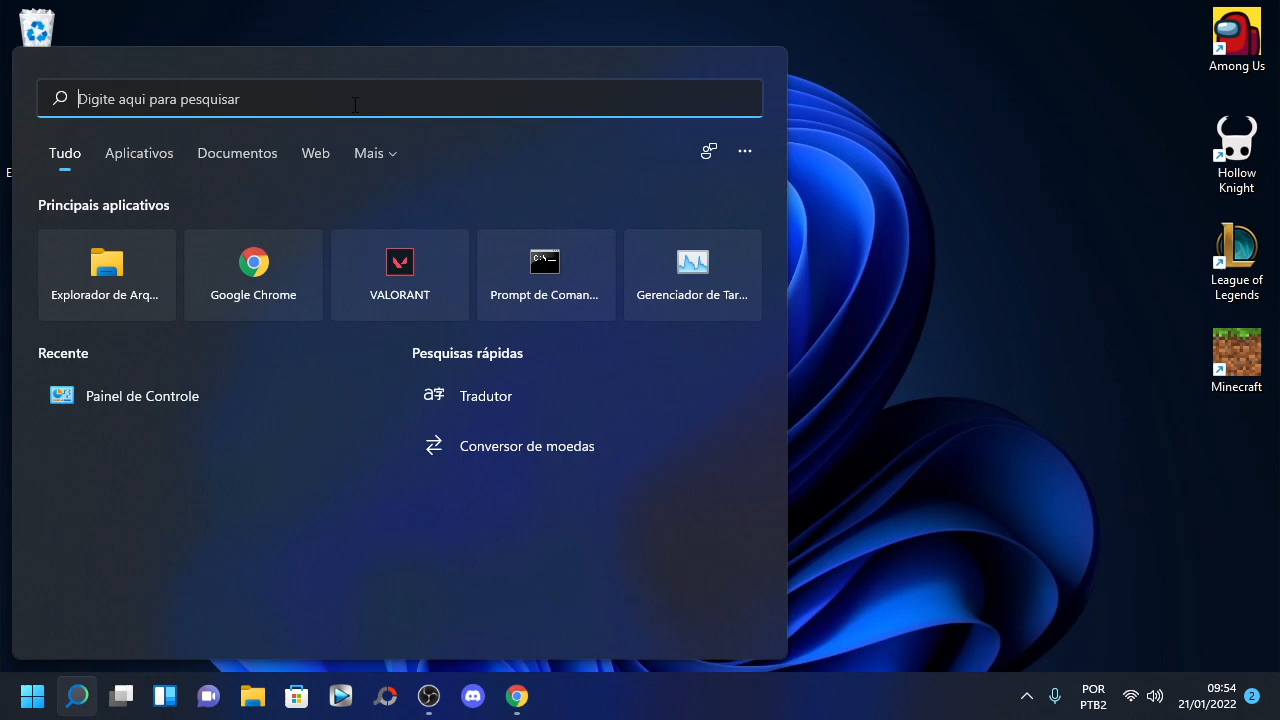 Digite aqui para pesquisar
Tudo Aplicativos Documentos Web Mais
Principais aplicativos
Explorador de Arq...
Google Chrome
VALORANT
Prompt de Coman...
Gerenciador de Tar...
Recente
Pesquisas rápidas
Painel de Controle
Tradutor
Conversor de moedas
Among Us
Hollow
Knight
League of
Legends
Minecraft
POR
PTB2
09:54
21/01/2022
2